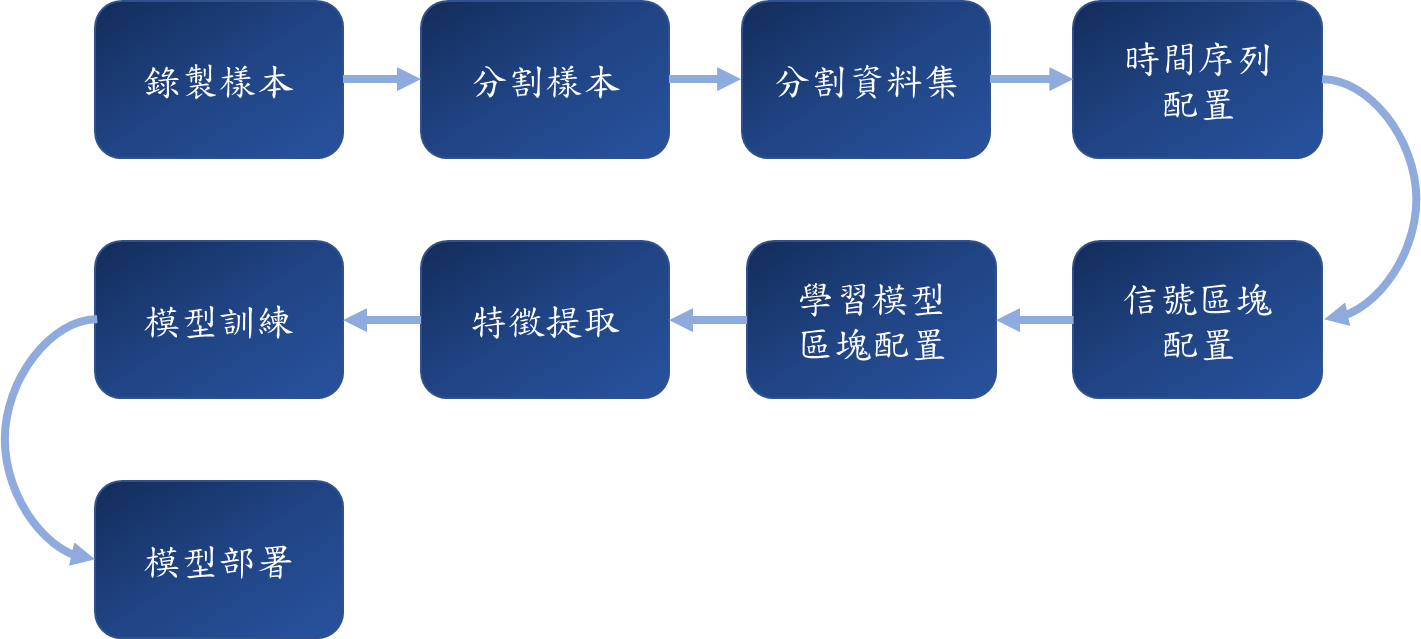 錄製樣本
分割樣本
分割資料集
時間序列
配置
信號區塊
配置
學習模型
區塊配置
特徵提取
模型訓練
模型部署